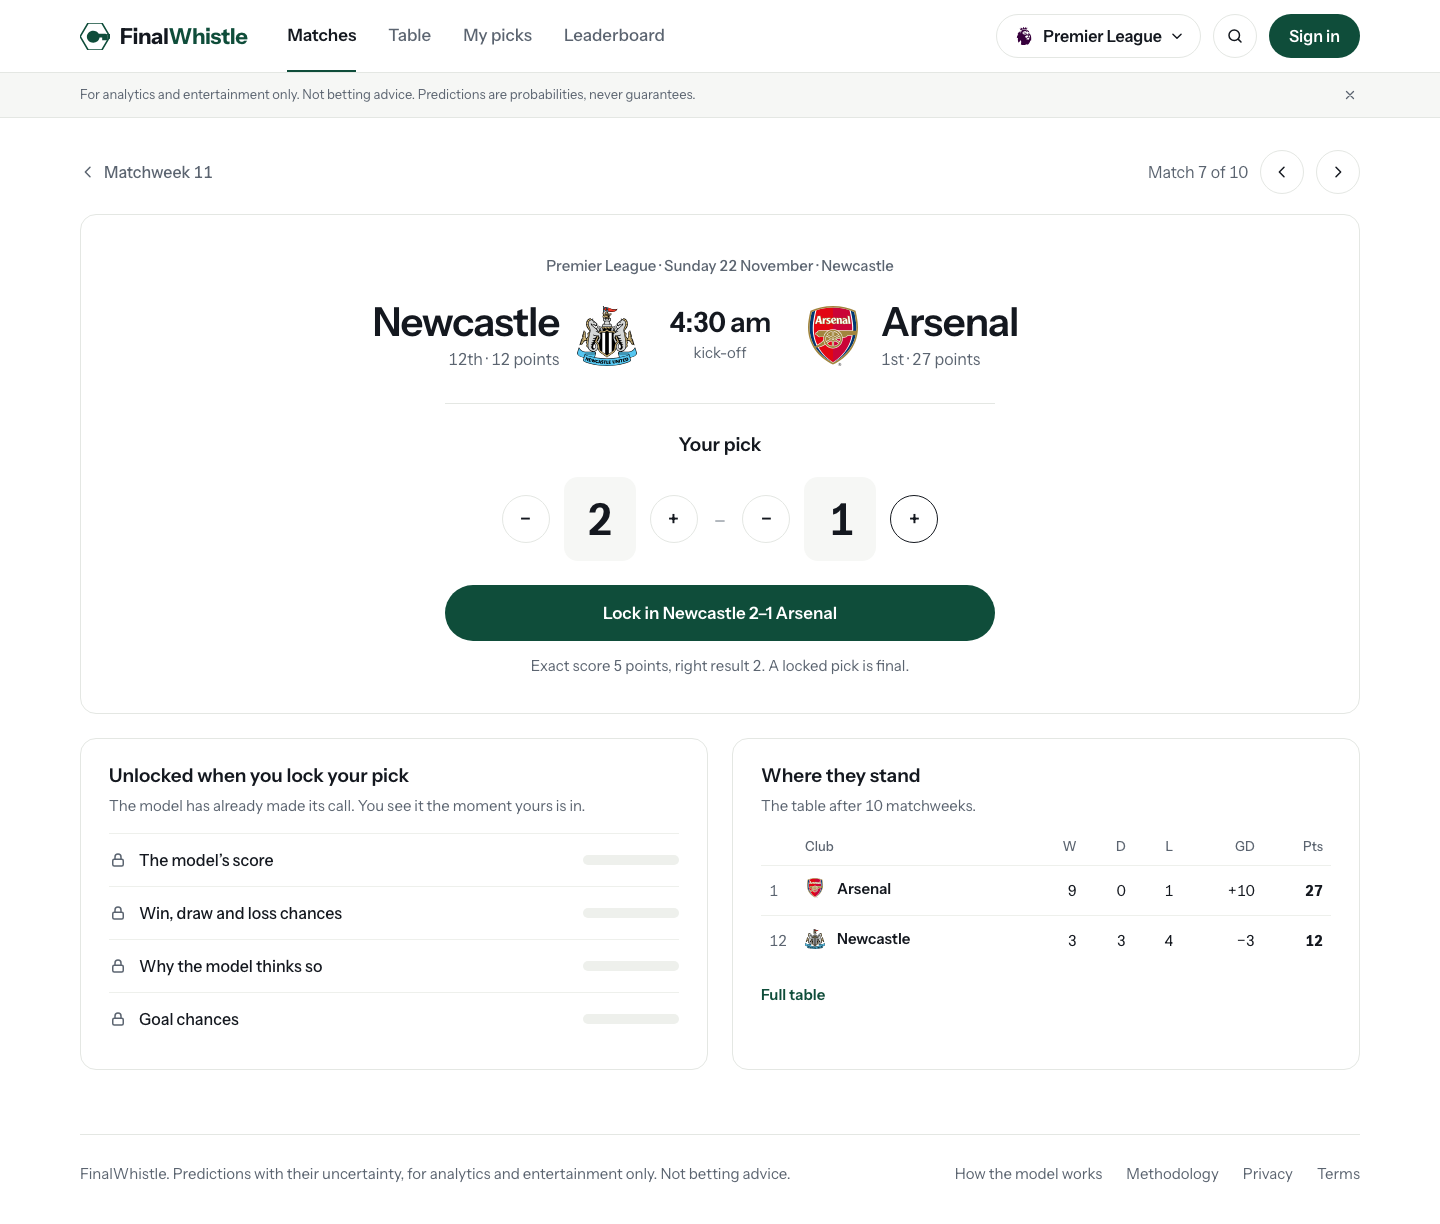 FinalWhistle
Matches
Table
My picks
Leaderboard
Premier League
Sign in
For analytics and entertainment only. Not betting advice. Predictions are probabilities, never guarantees.
Matchweek 11
Match 7 of 10
Premier League · Sunday 22 November · Newcastle
Newcastle
12th · 12 points
NEWCASTLE UNITED
4:30 am
kick-off
Arsenal
Arsenal
1st · 27 points
Your pick
− 2 + – − 1 +
Lock in Newcastle 2–1 Arsenal
Exact score 5 points, right result 2. A locked pick is final.
Unlocked when you lock your pick
The model has already made its call. You see it the moment yours is in.
The model’s score
Win, draw and loss chances
Why the model thinks so
Goal chances
Where they stand
The table after 10 matchweeks.
Club W D L GD Pts
1 Arsenal 9 0 1 +10 27
12 Newcastle 3 3 4 −3 12
Full table
FinalWhistle. Predictions with their uncertainty, for analytics and entertainment only. Not betting advice.
How the model works
Methodology
Privacy
Terms